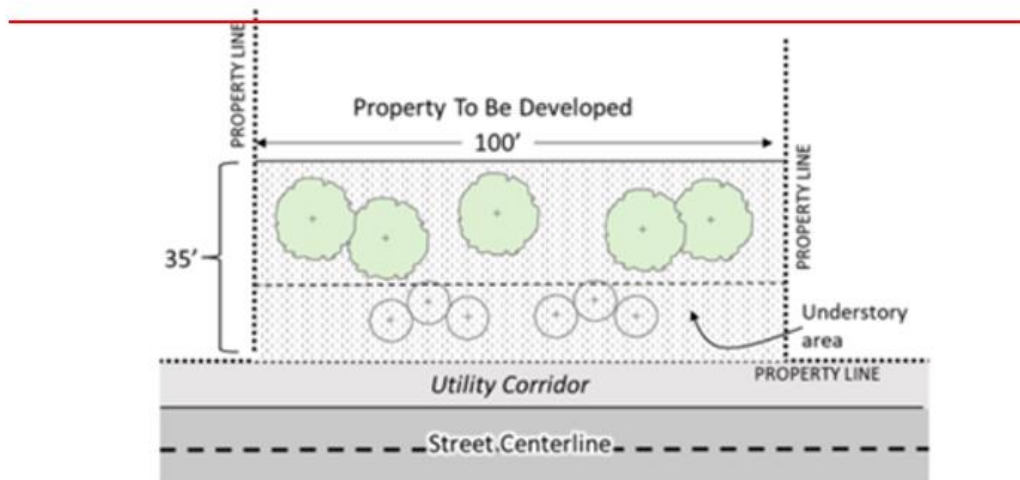 PROPERTY LINE
Property To Be Developed
100'
PROPERTY LINE
35'
Understory
area
PROPERTY LINE
Utility Corridor
Street Centerline